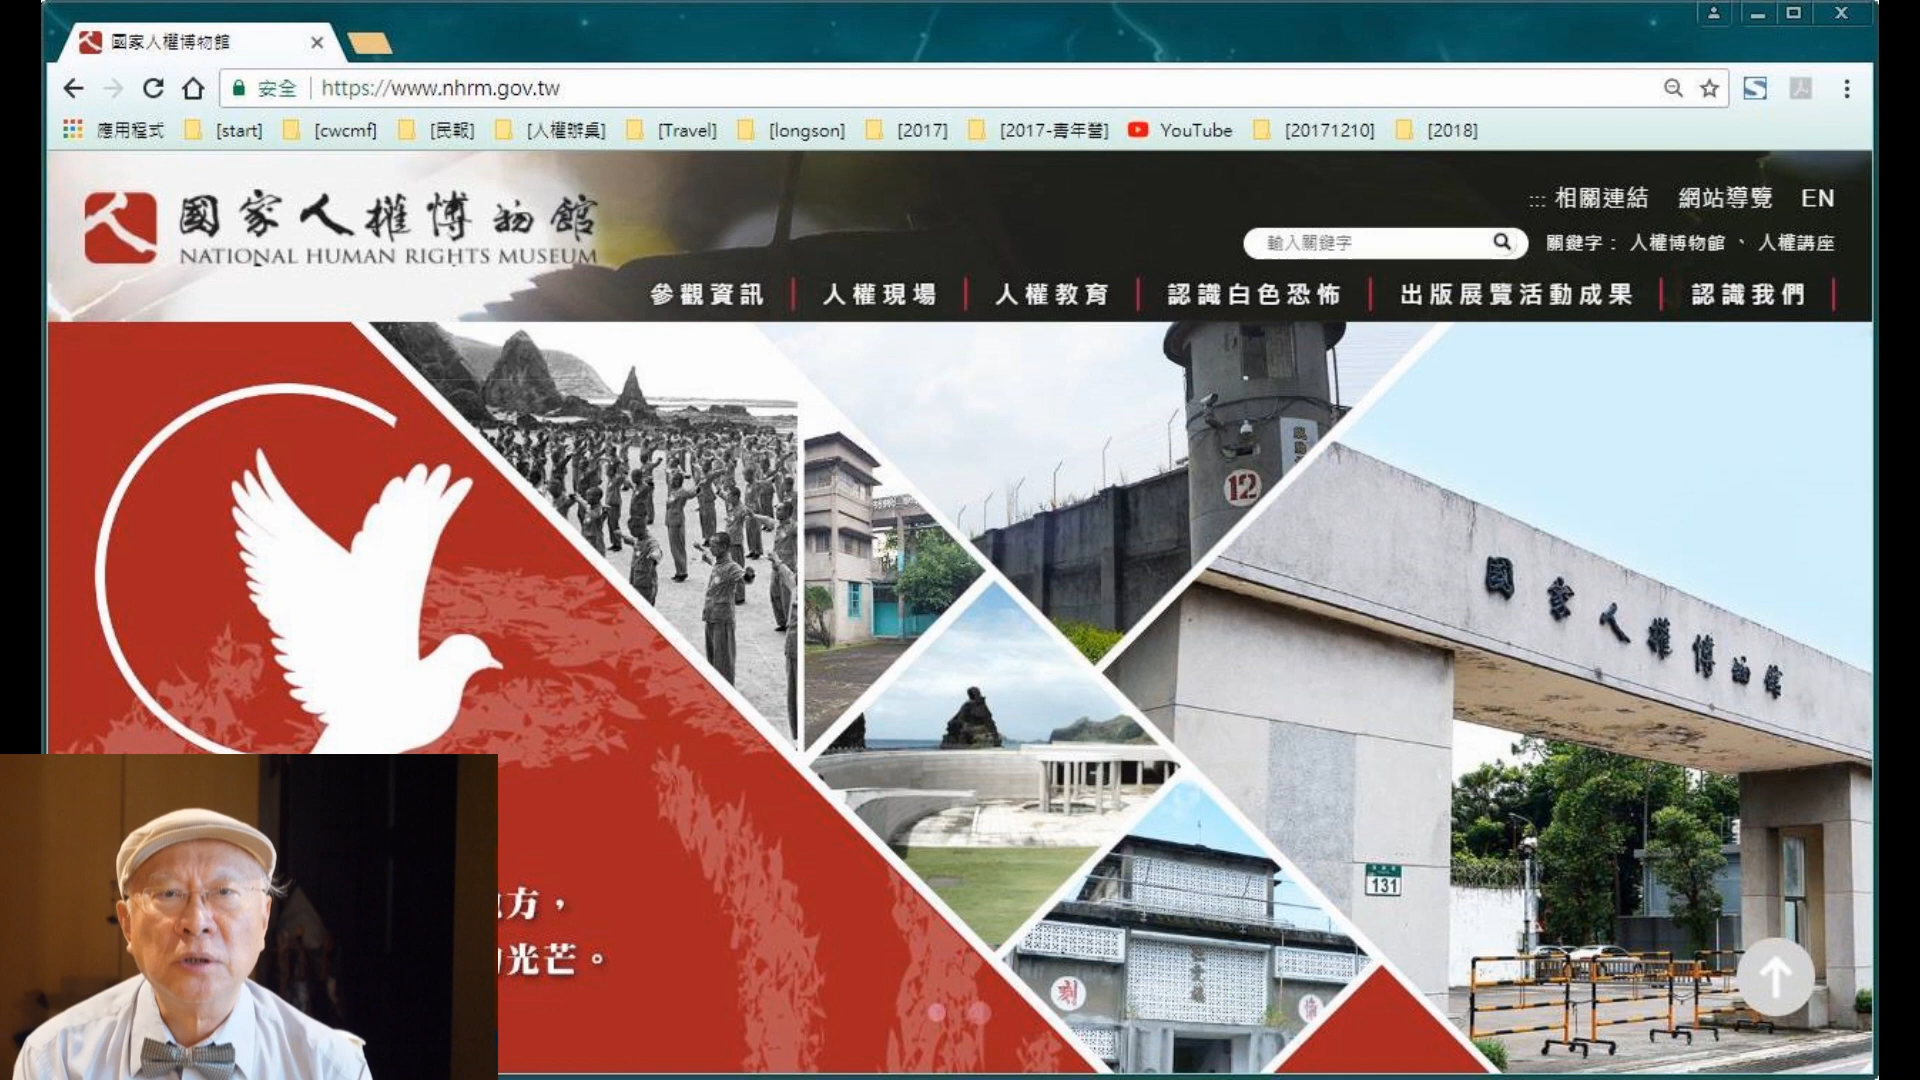 國家人權博物館
安全
https://www.nhrm.gov.tw
應用程式 [start] [cwcmf] [民報] [人權辦桌] [Travel] [longson] [2017] [2017-青年營] YouTube [20171210] [2018]
國家人權博物館
NATIONAL HUMAN RIGHTS MUSEUM
::: 相關連結 網站導覽 EN
輸入關鍵字
關鍵字： 人權博物館 、 人權講座
參觀資訊 人權現場 人權教育 認識白色恐怖 出版展覽活動成果 認識我們
12
國家人權博物館
131
方，
光芒。